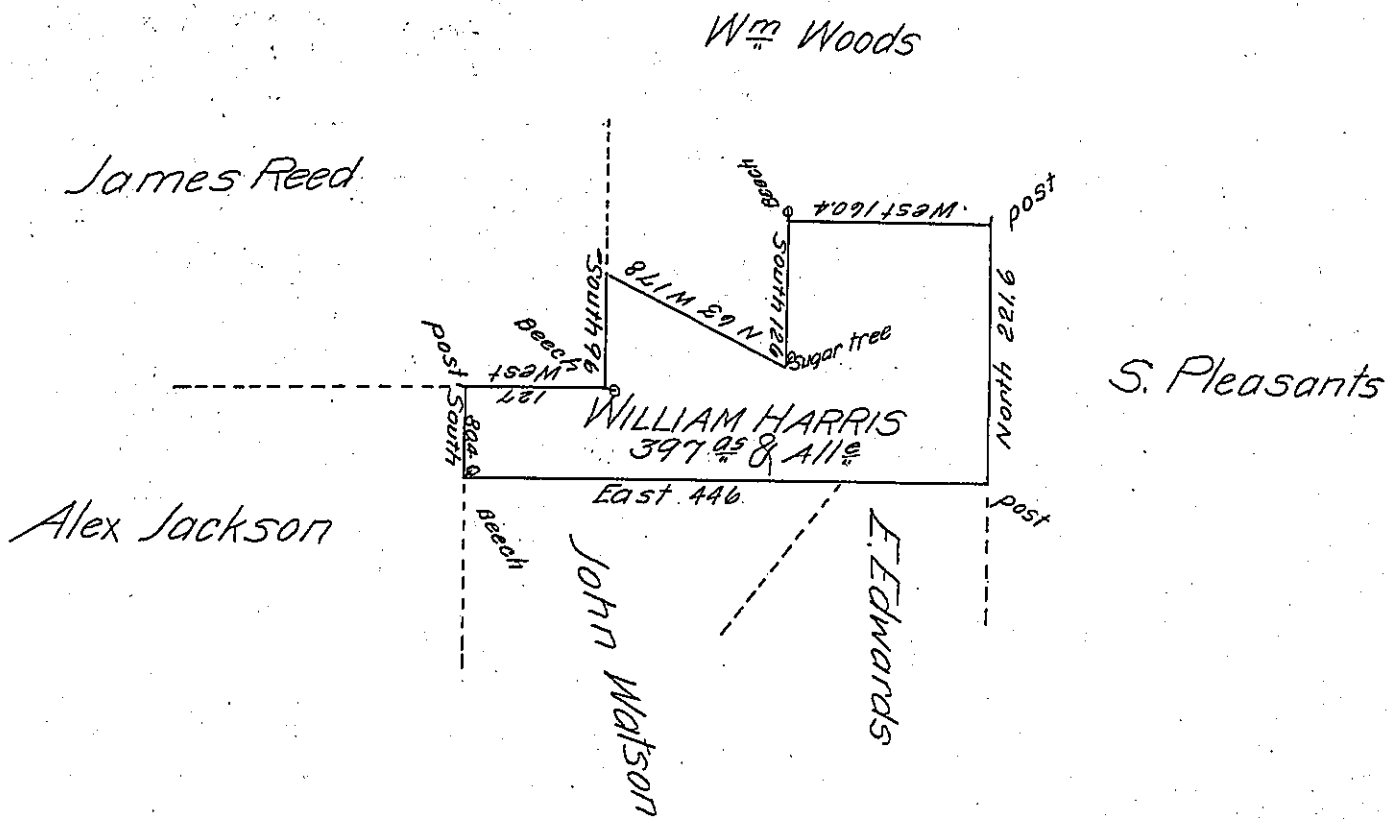 Wm Woods
James Reed
Beech
West 160.4
post
South 96
N 63 W 178
South 126
Sugar tree
North 221.6
post
Beech
West
127
South
80.0
S. Pleasants
WILLIAM HARRIS
397 as & Alle
East 446
post
Alex Jackson
Beech
John Watson
E. Edwards